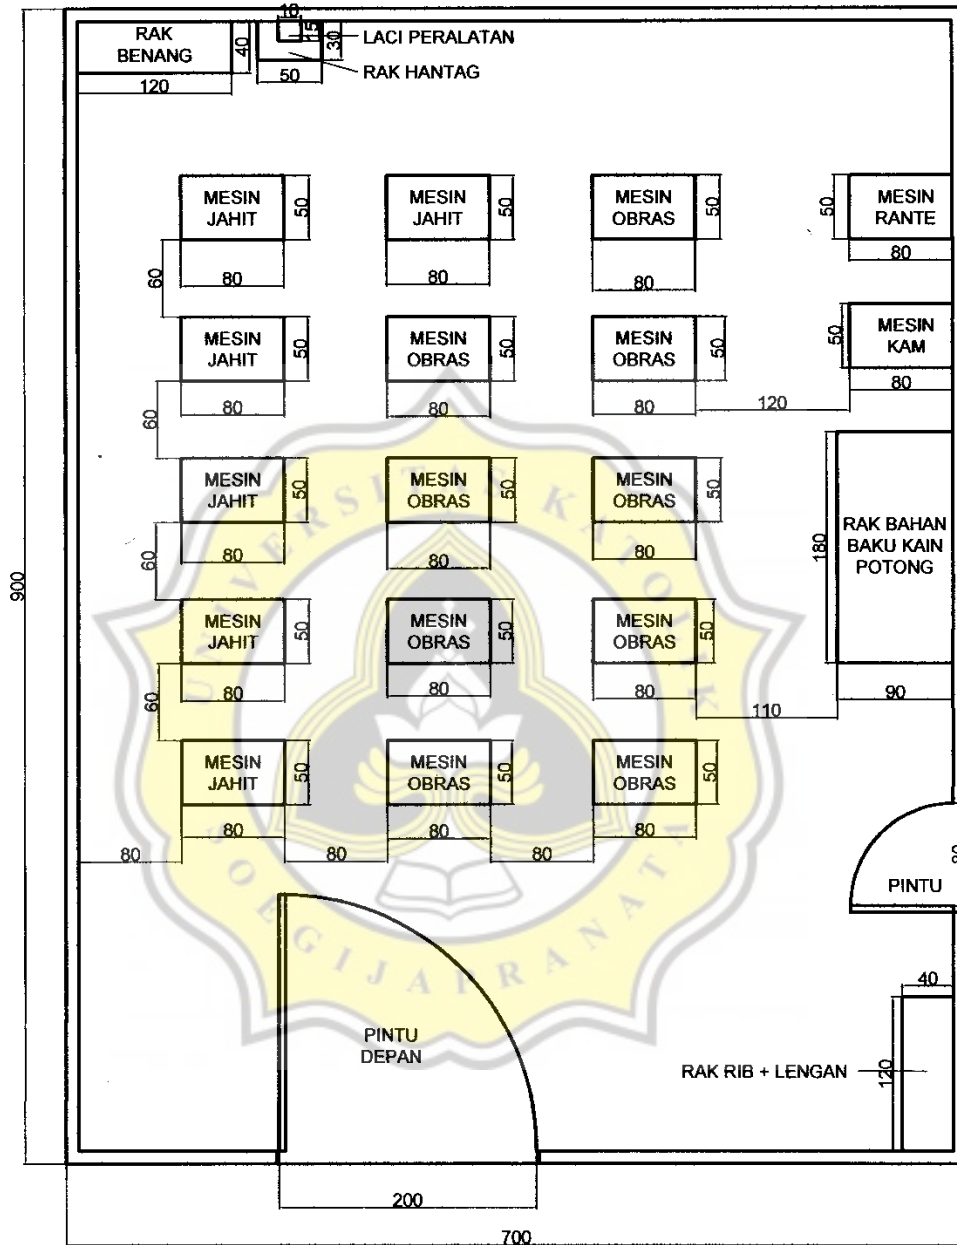 10
RAK
BENANG
40
15
30
LACI PERALATAN
RAK HANTAG
120
50
MESIN
JAHIT
50
80
MESIN
JAHIT
50
80
MESIN
OBRAS
50
80
50
MESIN
RANTE
80
60
MESIN
JAHIT
50
80
MESIN
OBRAS
50
80
MESIN
OBRAS
50
80
50
MESIN
KAM
80
120
60
MESIN
JAHIT
50
80
MESIN
OBRAS
50
80
MESIN
OBRAS
50
80
180
RAK BAHAN
BAKU KAIN
POTONG
90
60
MESIN
JAHIT
50
80
MESIN
OBRAS
50
80
MESIN
OBRAS
50
80
110
60
MESIN
JAHIT
50
80
MESIN
OBRAS
50
80
MESIN
OBRAS
50
80
80
80
80
900
PINTU
40
PINTU
DEPAN
RAK RIB + LENGAN
120
200
700
UNIVERSITAS KATOLIK
SOEGIJAPRANATA